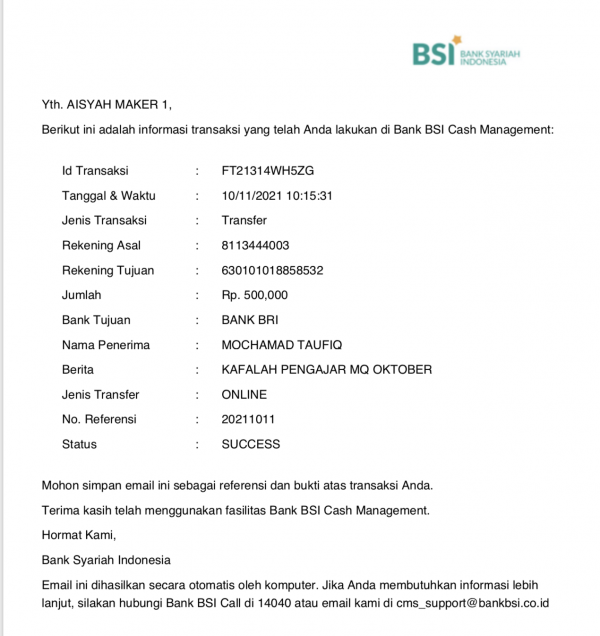 BSI BANK SYARIAH
INDONESIA
Yth. AISYAH MAKER 1,
Berikut ini adalah informasi transaksi yang telah Anda lakukan di Bank BSI Cash Management:
Id Transaksi : FT21314WH5ZG
Tanggal & Waktu : 10/11/2021 10:15:31
Jenis Transaksi : Transfer
Rekening Asal : 8113444003
Rekening Tujuan : 630101018858532
Jumlah : Rp. 500,000
Bank Tujuan : BANK BRI
Nama Penerima : MOCHAMAD TAUFIQ
Berita : KAFALAH PENGAJAR MQ OKTOBER
Jenis Transfer : ONLINE
No. Referensi : 20211011
Status : SUCCESS
Mohon simpan email ini sebagai referensi dan bukti atas transaksi Anda.
Terima kasih telah menggunakan fasilitas Bank BSI Cash Management.
Hormat Kami,
Bank Syariah Indonesia
Email ini dihasilkan secara otomatis oleh komputer. Jika Anda membutuhkan informasi lebih
lanjut, silakan hubungi Bank BSI Call di 14040 atau email kami di cms_support@bankbsi.co.id